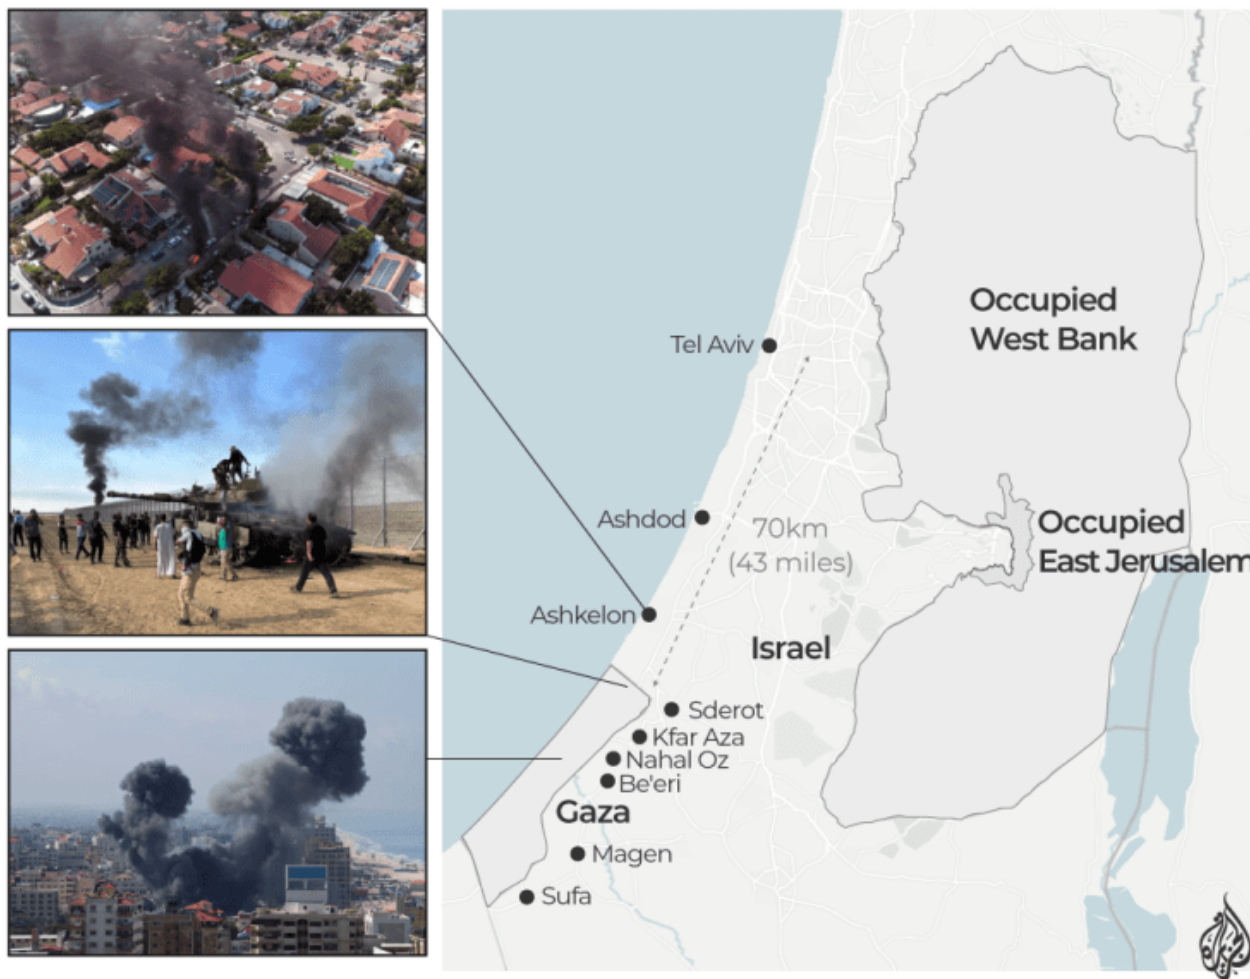 Occupied
West Bank
Tel Aviv
Ashdod
70km
(43 miles)
Occupied
East Jerusalem
Ashkelon
Israel
Sderot
Kfar Aza
Nahal Oz
Be'eri
Gaza
Magen
Sufa